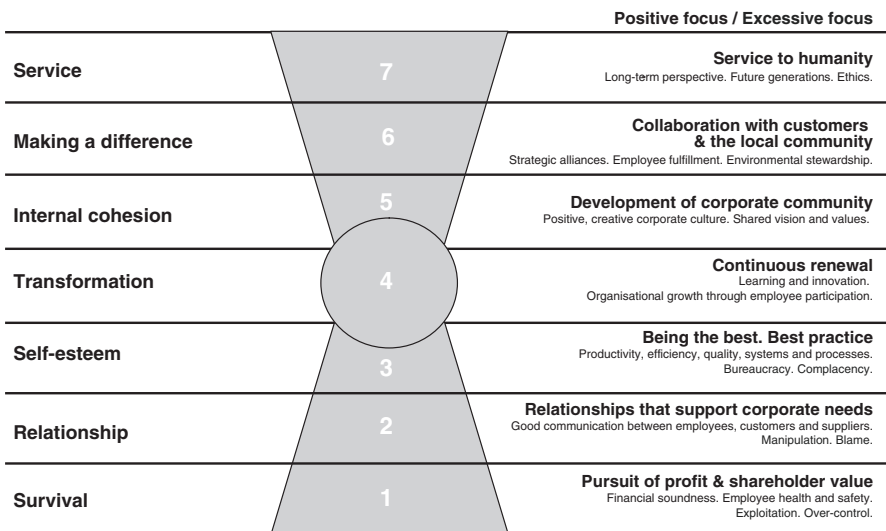 Positive focus / Excessive focus
Service
7
Service to humanity
Long-term perspective. Future generations. Ethics.
Making a difference
6
Collaboration with customers
& the local community
Strategic alliances. Employee fulfillment. Environmental stewardship.
Internal cohesion
5
Development of corporate community
Positive, creative corporate culture. Shared vision and values.
Transformation
4
Continuous renewal
Learning and innovation.
Organisational growth through employee participation.
Self-esteem
3
Being the best. Best practice
Productivity, efficiency, quality, systems and processes.
Bureaucracy. Complacency.
Relationship
2
Relationships that support corporate needs
Good communication between employees, customers and suppliers.
Manipulation. Blame.
Survival
1
Pursuit of profit & shareholder value
Financial soundness. Employee health and safety.
Exploitation. Over-control.